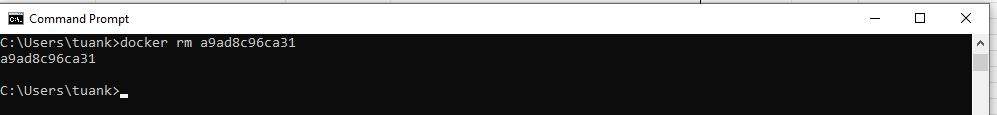 Command Prompt
C:\Users\tuank>docker rm a9ad8c96ca31
a9ad8c96ca31
C:\Users\tuank>